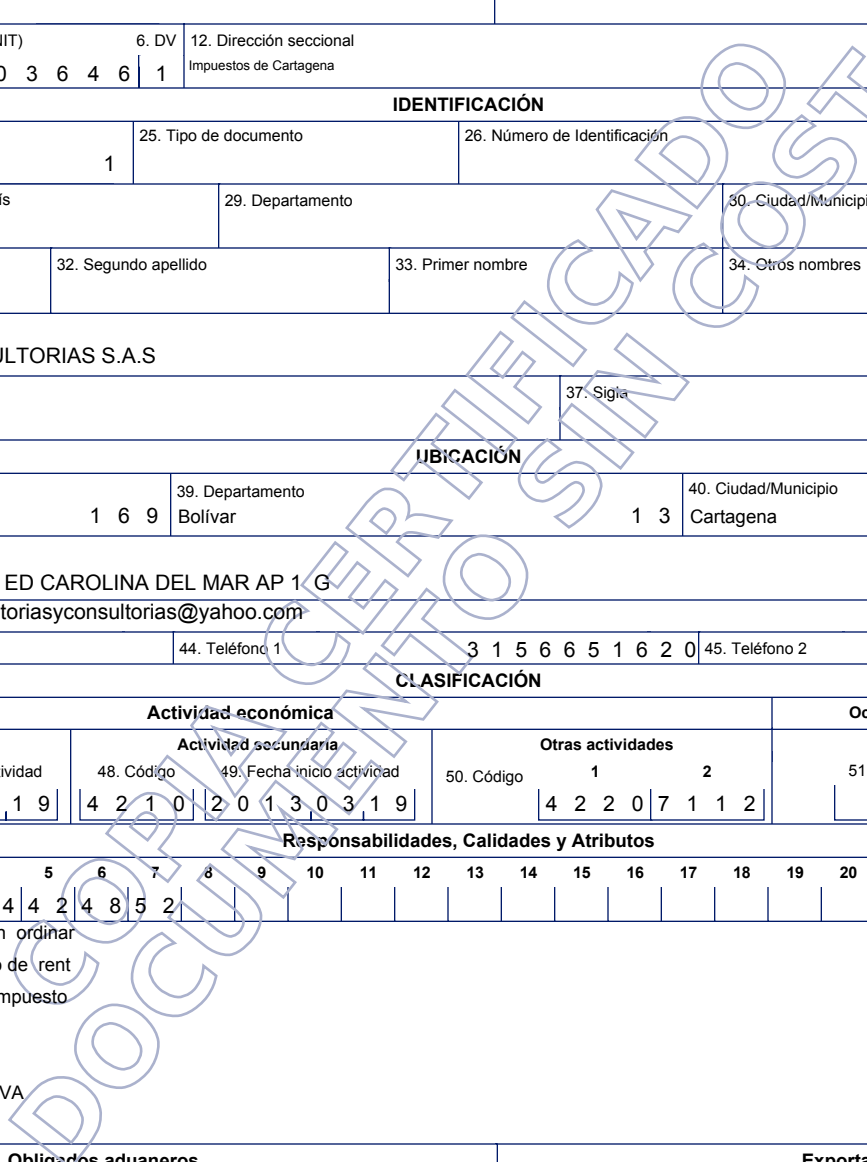 NIT) 6. DV 12. Dirección seccional
0 3 6 4 6 1 Impuestos de Cartagena
IDENTIFICACIÓN
25. Tipo de documento 26. Número de Identificación
1
ís 29. Departamento 30. Ciudad/Municipi
32. Segundo apellido 33. Primer nombre 34. Otros nombres
ULTORIAS S.A.S
37. Sigla
UBICACIÓN
39. Departamento 40. Ciudad/Municipio
1 6 9 Bolívar 1 3 Cartagena
ED CAROLINA DEL MAR AP 1 G
toriasyconsultorias@yahoo.com
44. Teléfono 1 3 1 5 6 6 5 1 6 2 0 45. Teléfono 2
CLASIFICACIÓN
Actividad económica Oc
Actividad secundaria Otras actividades
ividad 48. Código 49. Fecha inicio actividad 50. Código 1 2 51
1 9 4 2 1 0 2 0 1 3 0 3 1 9 4 2 2 0 7 1 1 2
Responsabilidades, Calidades y Atributos
5 6 7 8 9 10 11 12 13 14 15 16 17 18 19 20
4 4 2 4 8 5 2
n ordinar
o de rent
mpuesto
VA
Obligados aduaneros Exporta
COPIA CERTIFICADO
DOCUMENTO SIN COST